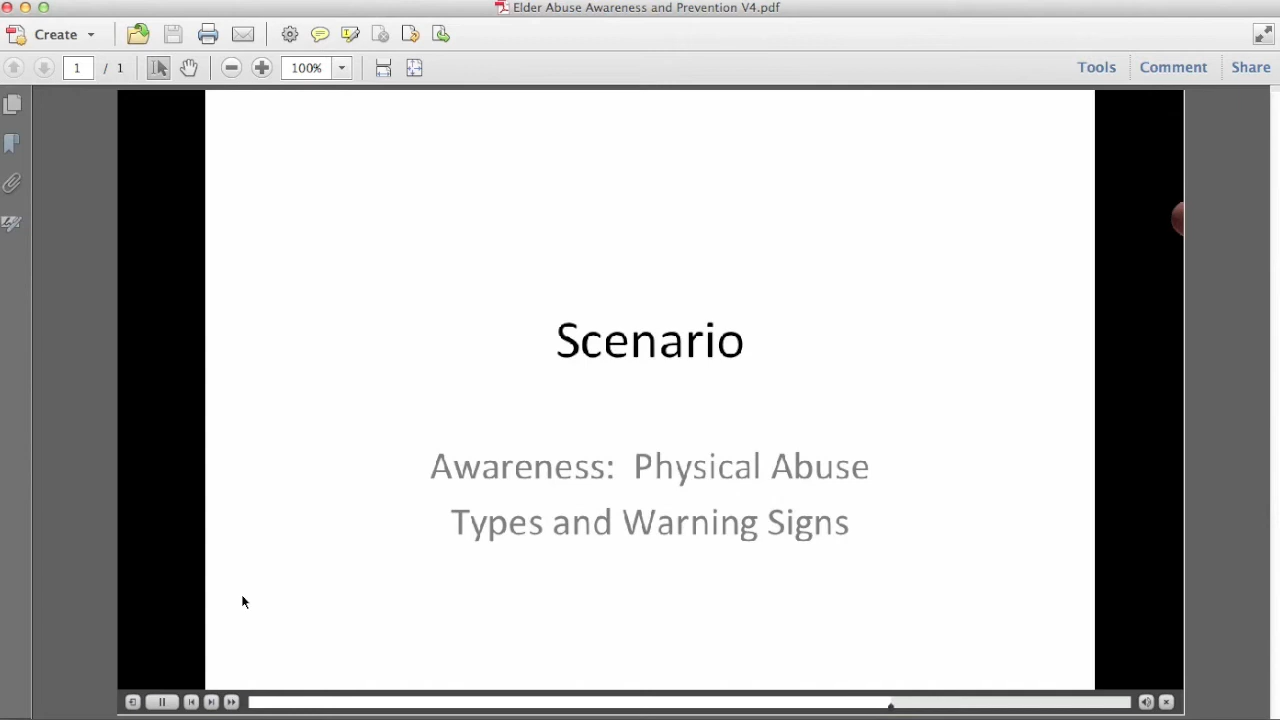 Elder Abuse Awareness and Prevention V4.pdf
Create
1 / 1
100%
Tools
Comment
Share
Scenario
Awareness:  Physical Abuse
Types and Warning Signs